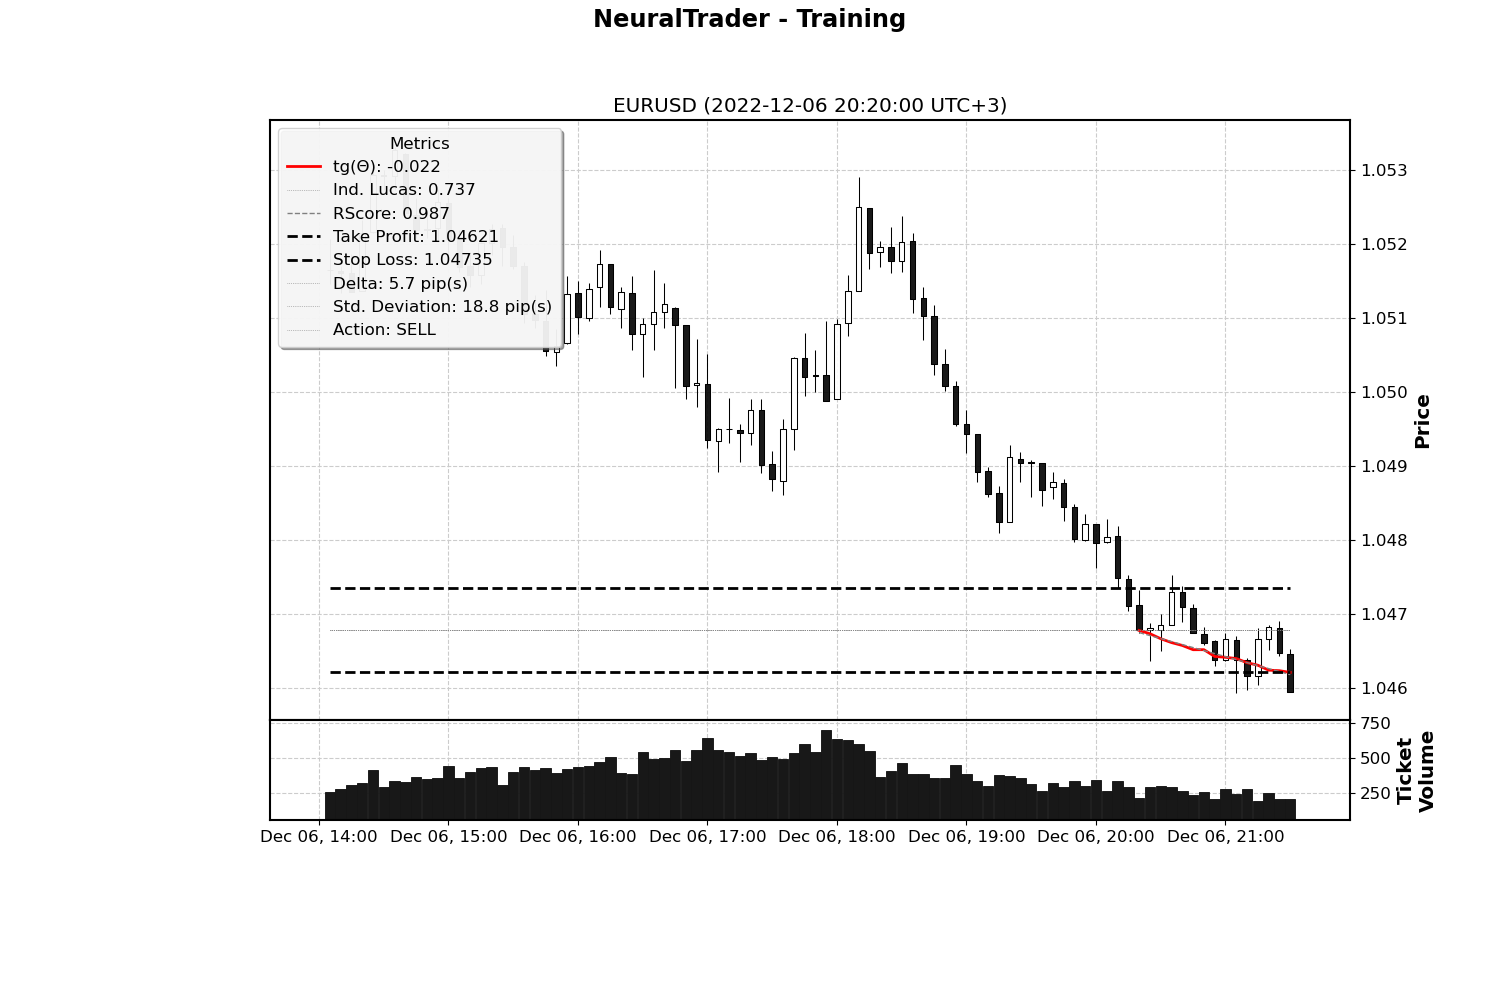 NeuralTrader - Training
EURUSD (2022-12-06 20:20:00 UTC+3)
Metrics
tg(Θ): -0.022
Ind. Lucas: 0.737
RScore: 0.987
Take Profit: 1.04621
Stop Loss: 1.04735
Delta: 5.7 pip(s)
Std. Deviation: 18.8 pip(s)
Action: SELL
1.053
1.052
1.051
1.050
1.049
1.048
1.047
1.046
Price
750
500
250
Ticket
Volume
Dec 06, 14:00
Dec 06, 15:00
Dec 06, 16:00
Dec 06, 17:00
Dec 06, 18:00
Dec 06, 19:00
Dec 06, 20:00
Dec 06, 21:00